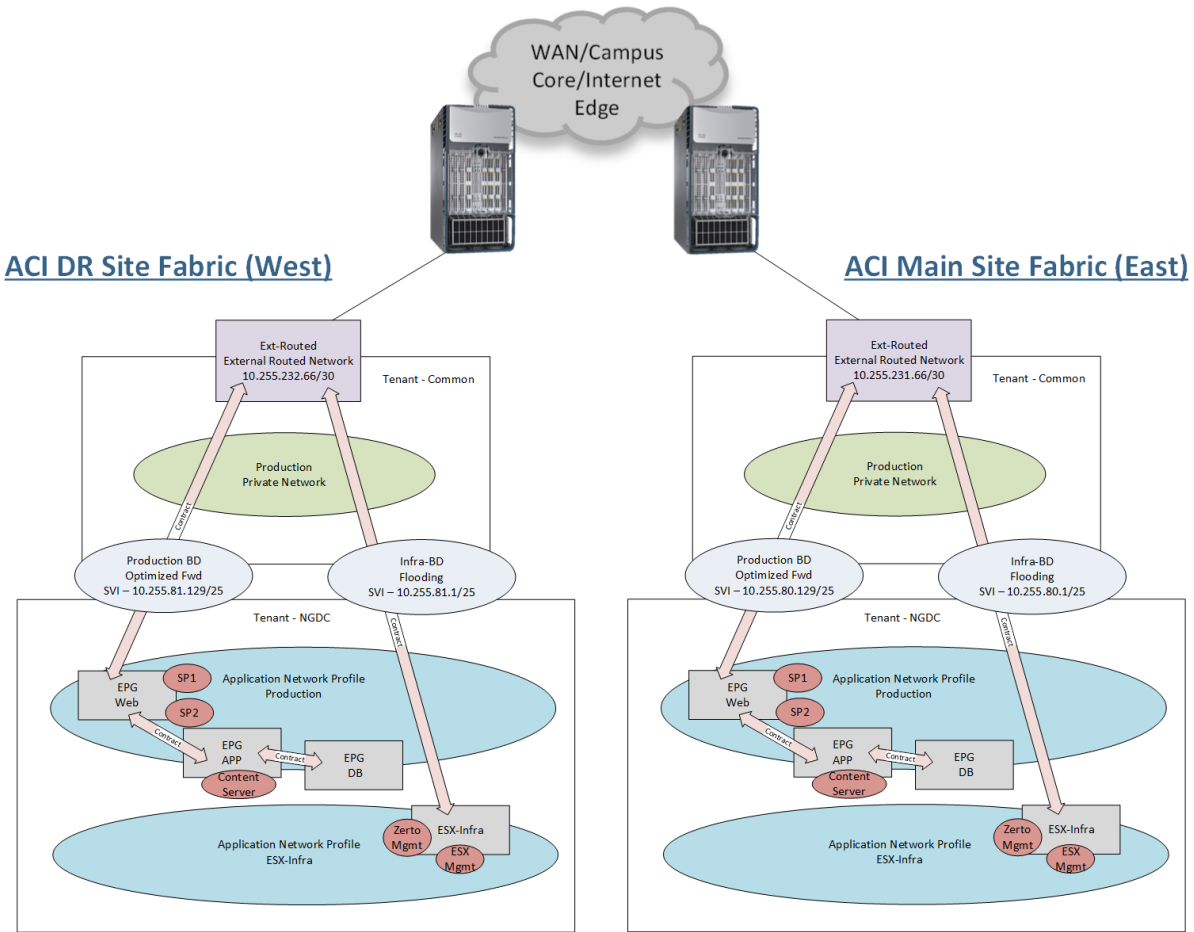 WAN/Campus
Core/Internet
Edge
ACI DR Site Fabric (West)
Ext-Routed
External Routed Network
10.255.232.66/30
Tenant - Common
Production
Private Network
Contract
Production BD
Optimized Fwd
SVI – 10.255.81.129/25
Infra-BD
Flooding
SVI – 10.255.81.1/25
Tenant - NGDC
Contract
Application Network Profile
Production
EPG
Web
SP1
SP2
Contract
EPG
APP
Content
Server
Contract
EPG
DB
Application Network Profile
ESX-Infra
Zerto
Mgmt
ESX-Infra
ESX
Mgmt
ACI Main Site Fabric (East)
Ext-Routed
External Routed Network
10.255.231.66/30
Tenant - Common
Production
Private Network
Contract
Production BD
Optimized Fwd
SVI – 10.255.80.129/25
Infra-BD
Flooding
SVI – 10.255.80.1/25
Tenant - NGDC
Contract
Application Network Profile
Production
EPG
Web
SP1
SP2
Contract
EPG
APP
Content
Server
Contract
EPG
DB
Application Network Profile
ESX-Infra
Zerto
Mgmt
ESX-Infra
ESX
Mgmt